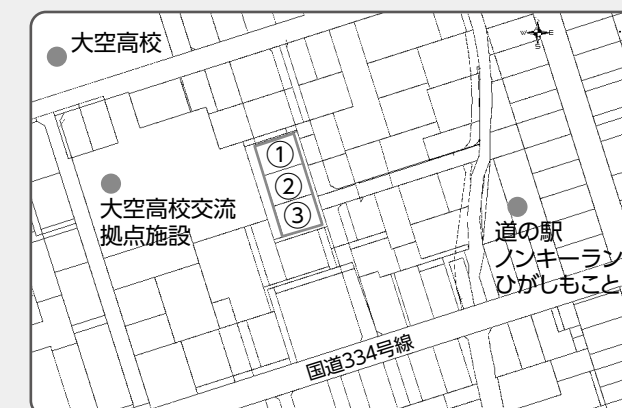 大空高校
W
E
S
①
②
③
大空高校交流
拠点施設
道の駅
ノンキーラン
ひがしもこと
国道334号線